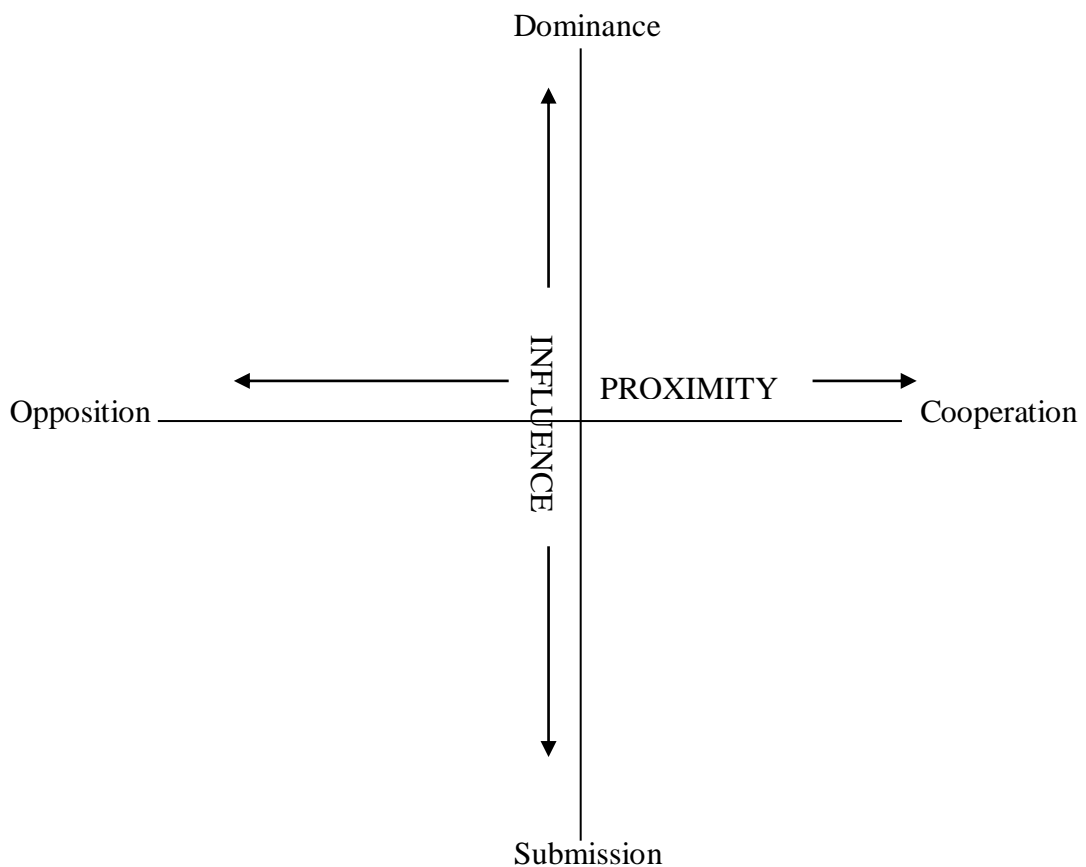 Dominance
INFLUENCE
PROXIMITY
Opposition
Cooperation
Submission